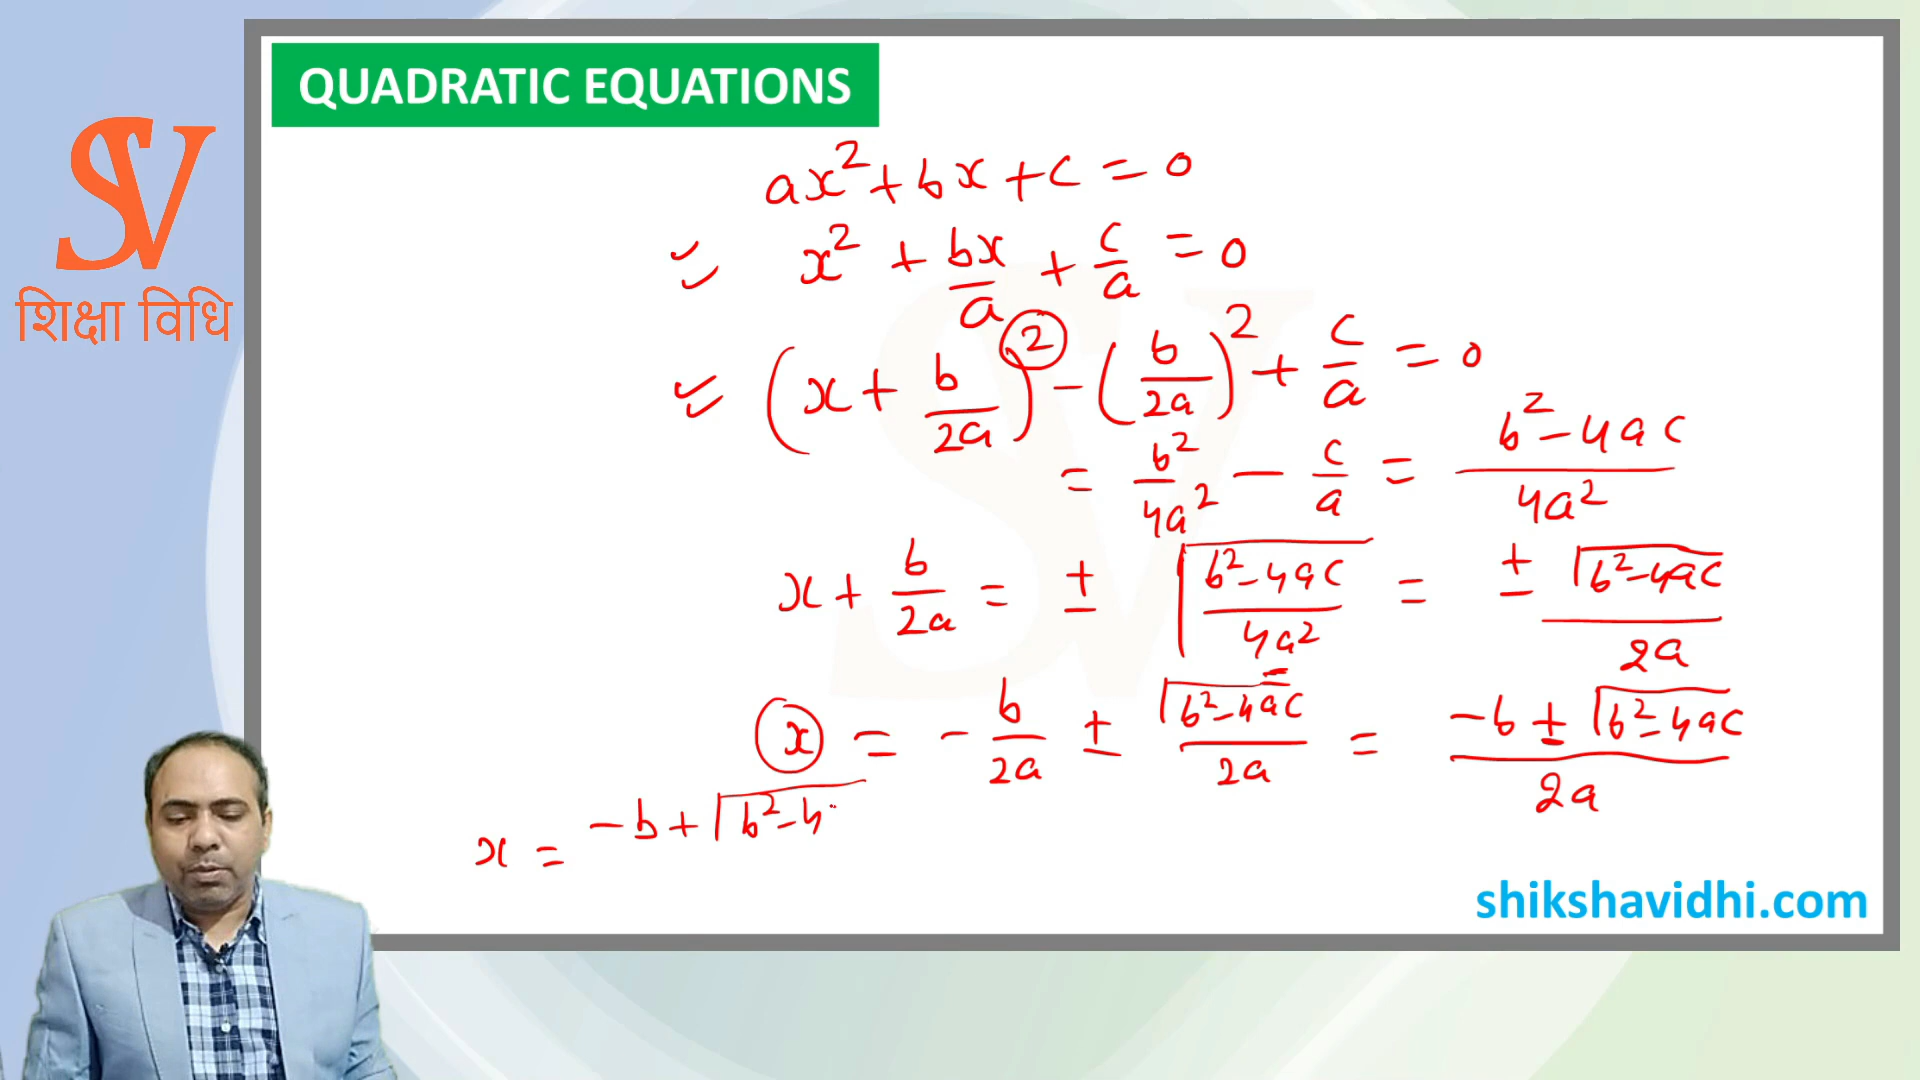 QUADRATIC EQUATIONS
SV
शिक्षा विधि
ax² + bx + c = 0
x² + bx/a + c/a = 0
(x + b/2a)² - (b/2a)² + c/a = 0
= b²/4a² - c/a = b² - 4ac/4a²
x + b/2a = ± √b² - 4ac/4a² = ± √b² - 4ac/2a
x = - b/2a ± √b² - 4ac/2a = -b ± √b² - 4ac/2a
x = -b + √b² - 4
shikshavidhi.com